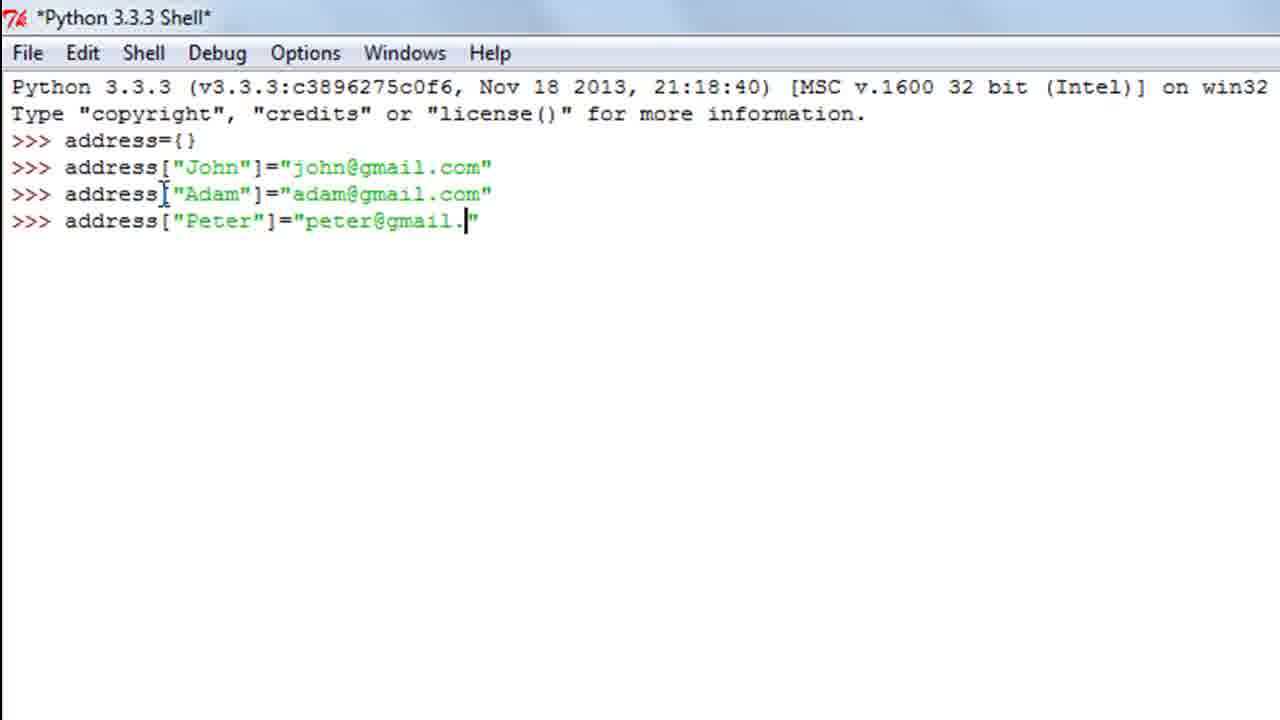 *Python 3.3.3 Shell*
File Edit Shell Debug Options Windows Help
Python 3.3.3 (v3.3.3:c3896275c0f6, Nov 18 2013, 21:18:40) [MSC v.1600 32 bit (Intel)] on win32
Type "copyright", "credits" or "license()" for more information.
>>> address={}
>>> address["John"]="john@gmail.com"
>>> address["Adam"]="adam@gmail.com"
>>> address["Peter"]="peter@gmail."